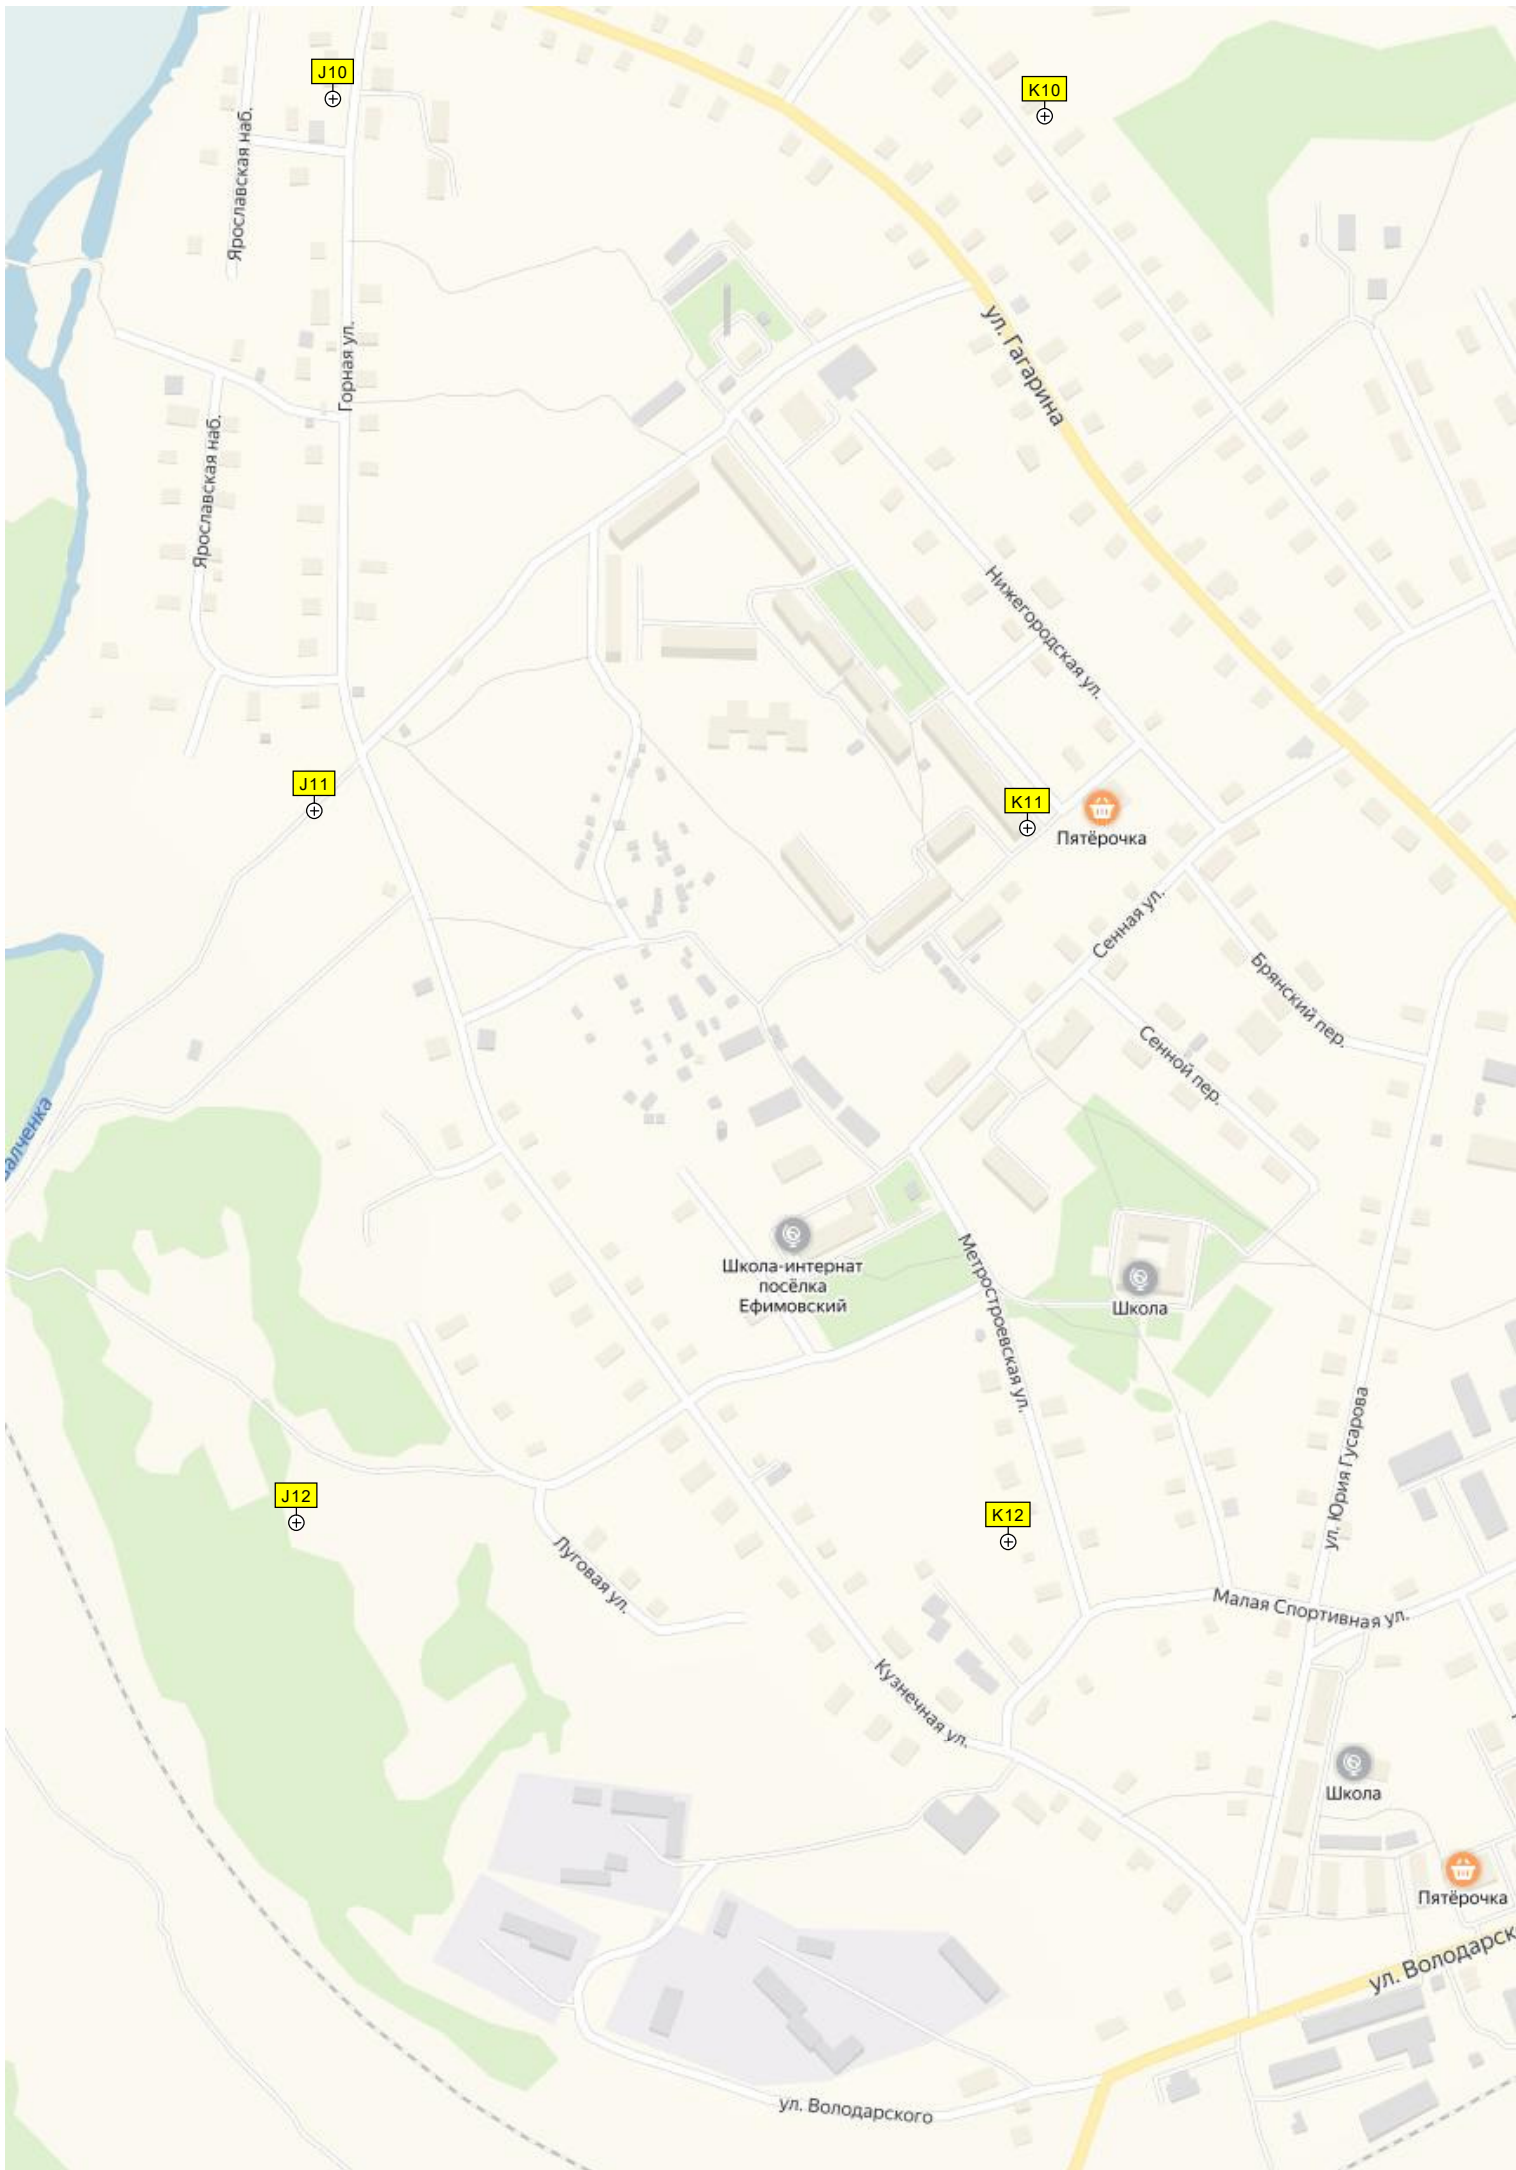 J10
K10
Ярославская наб.
Горная ул.
ул. Гагарина
Ярославская наб.
Нижегородская ул.
J11
K11
Пятёрочка
Сенная ул.
Брянский пер.
Сенной пер.
Школа-интернат
посёлка
Ефимовский
Метростроевская ул.
Школа
ул. Юрия Гусарова
J12
K12
Луговая ул.
Малая Спортивная ул.
Кузнечная ул.
Школа
Пятёрочка
ул. Володарск
ул. Володарского